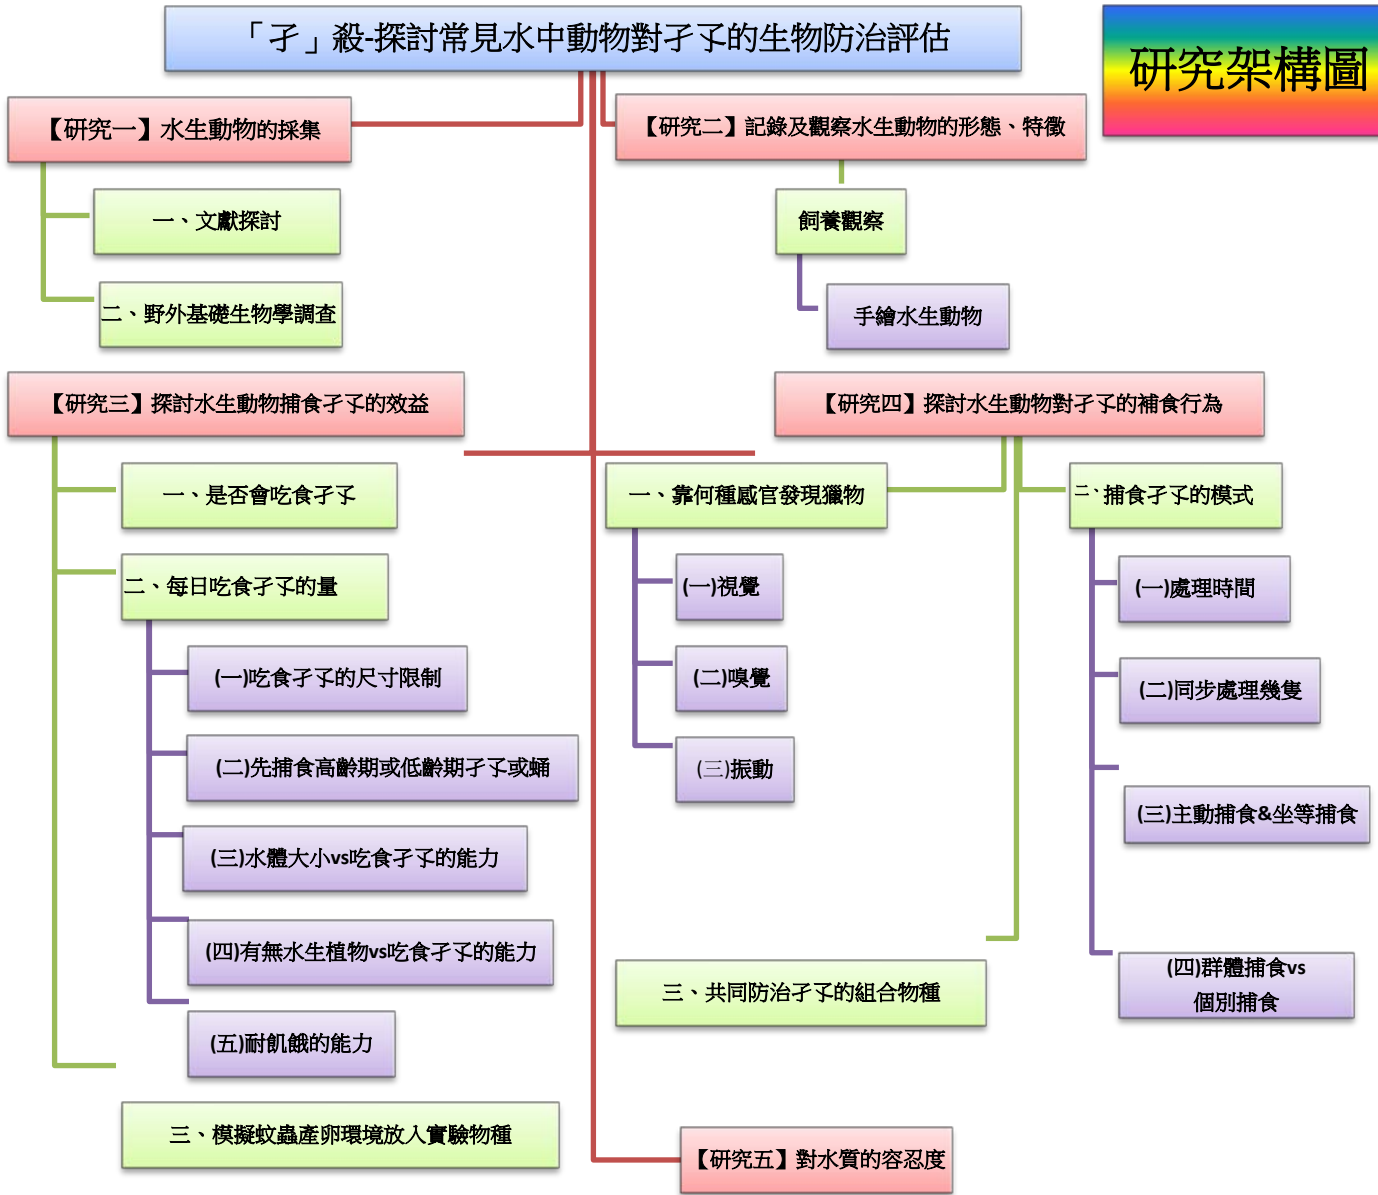 「孑」殺-探討常見水中動物對孑孓的生物防治評估
研究架構圖
【研究一】水生動物的採集
一、文獻探討
二、野外基礎生物學調查
【研究二】記錄及觀察水生動物的形態、特徵
飼養觀察
手繪水生動物
【研究三】探討水生動物捕食孑孓的效益
一、是否會吃食孑孓
二、每日吃食孑孓的量
(一)吃食孑孓的尺寸限制
(二)先捕食高齡期或低齡期孑孓或蛹
(三)水體大小vs吃食孑孓的能力
(四)有無水生植物vs吃食孑孓的能力
(五)耐飢餓的能力
三、模擬蚊蟲產卵環境放入實驗物種
【研究四】探討水生動物對孑孓的補食行為
一、靠何種感官發現獵物
(一)視覺
(二)嗅覺
(三)振動
二、捕食孑孓的模式
(一)處理時間
(二)同步處理幾隻
(三)主動捕食&坐等捕食
(四)群體捕食vs
個別捕食
三、共同防治孑孓的組合物種
【研究五】對水質的容忍度